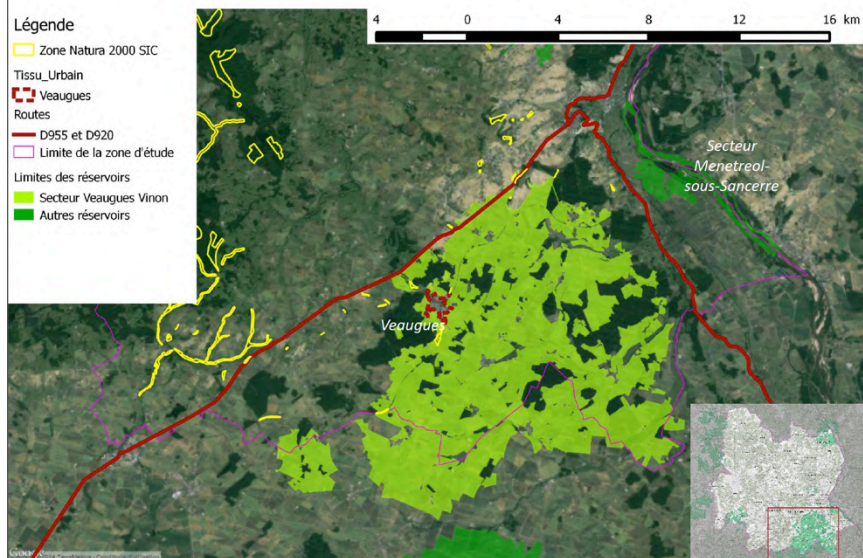 Légende
Zone Natura 2000 SIC
Tissu_Urbain
Veaugues
Routes
D955 et D920
Limite de la zone d'étude
Limites des réservoirs
Secteur Veaugues Vinon
Autres réservoirs
4 0 4 8 12 16 km
Secteur
Menetreol-
sous-Sancerre
Veaugues